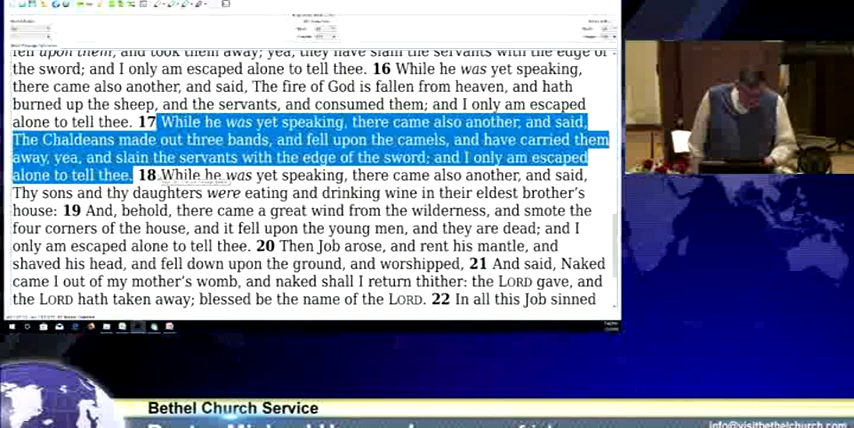 fell upon them, and took them away; yea, they have slain the servants with the edge of
the sword; and I only am escaped alone to tell thee. 16 While he was yet speaking,
there came also another, and said, The fire of God is fallen from heaven, and hath
burned up the sheep, and the servants, and consumed them; and I only am escaped
alone to tell thee. 17 While he was yet speaking, there came also another, and said,
The Chaldeans made out three bands, and fell upon the camels, and have carried them
away, yea, and slain the servants with the edge of the sword; and I only am escaped
alone to tell thee. 18 While he was yet speaking, there came also another, and said,
Thy sons and thy daughters were eating and drinking wine in their eldest brother's
house: 19 And, behold, there came a great wind from the wilderness, and smote the
four corners of the house, and it fell upon the young men, and they are dead; and I
only am escaped alone to tell thee. 20 Then Job arose, and rent his mantle, and
shaved his head, and fell down upon the ground, and worshipped, 21 And said, Naked
came I out of my mother's womb, and naked shall I return thither: the LORD gave, and
the LORD hath taken away; blessed be the name of the LORD. 22 In all this Job sinned
Bethel Church Service
info@visitbethelchurch.com